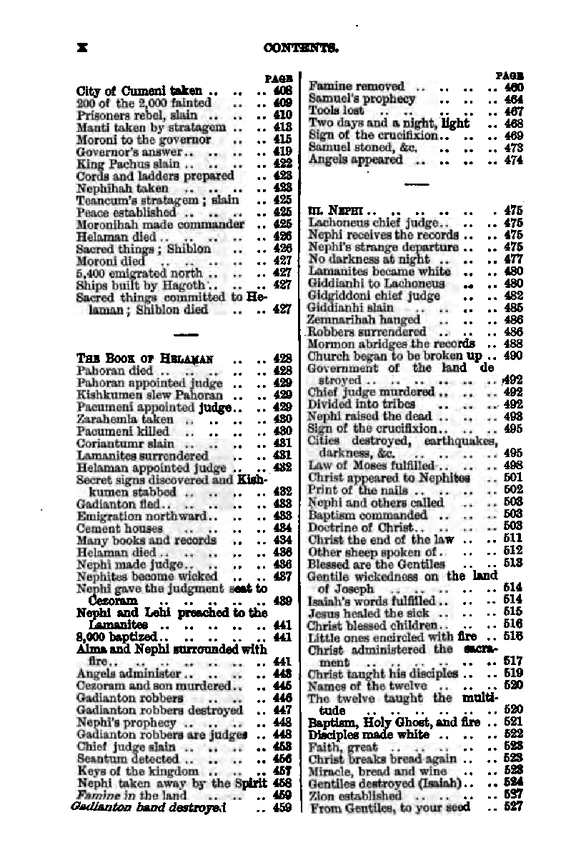 X
CONTENTS.
PAGE
City of Cumeni taken .. .. .. 408
200 of the 2,000 fainted .. .. 409
Prisoners rebel, slain .. .. .. 410
Manti taken by stratagem .. .. 413
Moroni to the governor .. .. 415
Governor's answer.. .. .. .. 419
King Pachus slain .. .. .. .. 422
Cords and ladders prepared .. 423
Nephihah taken .. .. .. .. 423
Teancum's stratagem ; slain .. 425
Peace established .. .. .. .. 425
Moronihah made commander .. 425
Helaman died .. .. .. .. .. 426
Sacred things ; Shiblon .. .. 426
Moroni died .. .. .. .. .. 427
5,400 emigrated north .. .. .. 427
Ships built by Hagoth .. .. .. 427
Sacred things committed to He-
laman ; Shiblon died .. .. 427
THE BOOK OF HELAMAN .. .. 428
Pahoran died .. .. .. .. .. 428
Pahoran appointed judge .. .. 429
Kishkumen slew Pahoran .. .. 429
Pacumeni appointed judge.. .. 429
Zarahemla taken .. .. .. .. 430
Pacumeni killed .. .. .. .. 430
Coriantumr slain .. .. .. .. 431
Lamanites surrendered .. .. 431
Helaman appointed judge .. .. 432
Secret signs discovered and Kish-
kumen stabbed .. .. .. .. 432
Gadianton fled.. .. .. .. .. 433
Emigration northward.. .. .. 433
Cement houses .. .. .. .. 434
Many books and records .. .. 434
Helaman died .. .. .. .. .. 436
Nephi made judge.. .. .. .. 436
Nephites become wicked .. .. 437
Nephi gave the judgment seat to
Cezoram .. .. .. .. .. 439
Nephi and Lehi preached to the
Lamanites .. .. .. .. .. 441
8,000 baptized.. .. .. .. .. 441
Alma and Nephi surrounded with
fire.. .. .. .. .. .. .. 441
Angels administer .. .. .. .. 443
Cezoram and son murdered.. .. 445
Gadianton robbers .. .. .. 446
Gadianton robbers destroyed .. 447
Nephi's prophecy .. .. .. .. 448
Gadianton robbers are judges .. 448
Chief judge slain .. .. .. .. 453
Seantum detected .. .. .. .. 456
Keys of the kingdom .. .. .. 457
Nephi taken away by the Spirit 458
Famine in the land .. .. .. 459
Gadianton band destroyed .. 459
PAGE
Famine removed .. .. .. .. 460
Samuel's prophecy .. .. .. 464
Tools lost .. .. .. .. .. 467
Two days and a night, light .. 468
Sign of the crucifixion.. .. .. 469
Samuel stoned, &c. .. .. .. 473
Angels appeared .. .. .. .. 474
III. NEPHI .. .. .. .. .. . 475
Lachoneus chief judge.. .. .. 475
Nephi receives the records .. .. 475
Nephi's strange departure .. .. 475
No darkness at night .. .. .. 477
Lamanites became white .. .. 480
Giddianhi to Lachoneus .. .. 480
Gidgiddoni chief judge .. .. 482
Giddianhi slain .. .. .. .. 485
Zemnarihah hanged .. .. .. 486
Robbers surrendered .. .. .. 486
Mormon abridges the records .. 488
Church began to be broken up .. 490
Government of the land de
stroyed .. .. .. .. .. .. 492
Chief judge murdered .. .. .. 492
Divided into tribes .. .. .. 492
Nephi raised the dead .. .. .. 493
Sign of the crucifixion.. .. .. 495
Cities destroyed, earthquakes,
darkness, &c. .. .. .. .. 495
Law of Moses fulfilled .. .. .. 498
Christ appeared to Nephites .. 501
Print of the nails .. .. .. .. 502
Nephi and others called .. .. 503
Baptism commanded .. .. .. 503
Doctrine of Christ.. .. .. .. 503
Christ the end of the law .. .. 511
Other sheep spoken of . .. .. 512
Blessed are the Gentiles .. .. 513
Gentile wickedness on the land
of Joseph .. .. .. .. .. 514
Isaiah's words fulfilled.. .. .. 514
Jesus healed the sick .. .. .. 515
Christ blessed children.. .. .. 516
Little ones encircled with fire .. 516
Christ administered the sacra-
ment .. .. .. .. .. .. 517
Christ taught his disciples .. .. 519
Names of the twelve .. .. .. 520
The twelve taught the multi-
tude .. .. .. .. .. .. 520
Baptism, Holy Ghost, and fire .. 521
Disciples made white .. .. .. 522
Faith, great .. .. .. .. .. 523
Christ breaks bread again .. .. 523
Miracle, bread and wine .. .. 523
Gentiles destroyed (Isaiah).. .. 524
Zion established .. .. .. .. 527
From Gentiles, to your seed .. 527